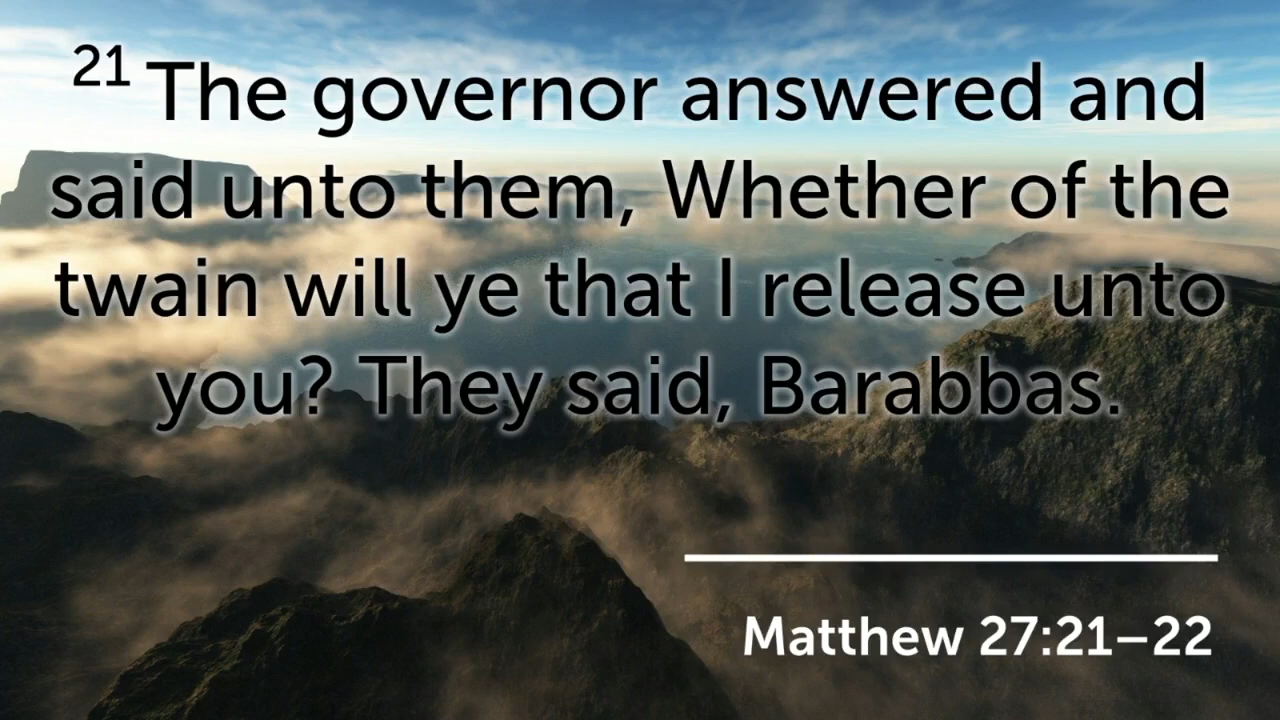 21 The governor answered and
said unto them, Whether of the
twain will ye that I release unto
you? They said, Barabbas.
Matthew 27:21–22